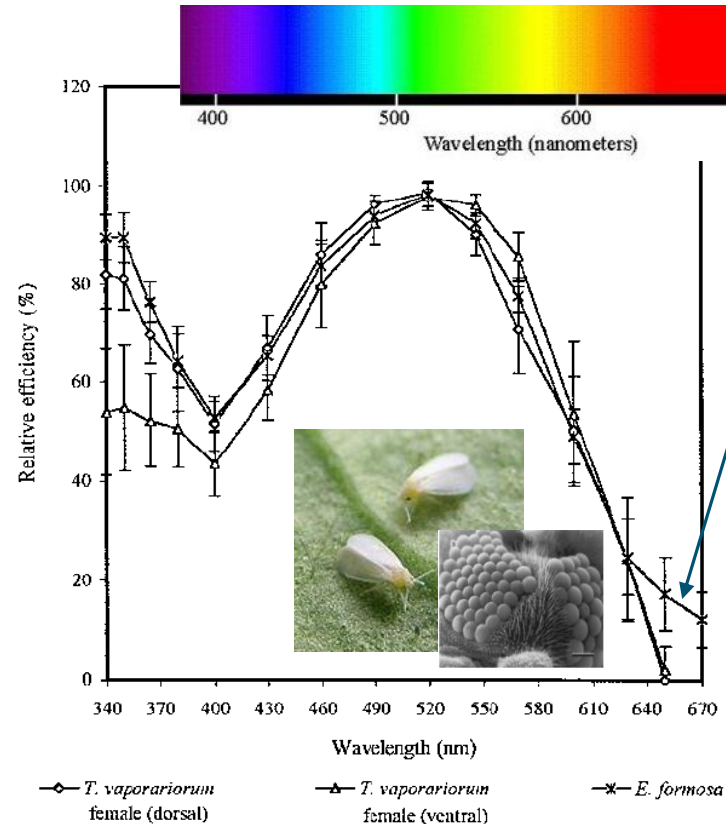 400 500 600
Wavelength (nanometers)
120
100
80
60
40
20
0
Relative efficiency (%)
340 370 400 430 460 490 520 550 580 610 640 670
Wavelength (nm)
T. vaporariorum
female (dorsal)
T. vaporariorum
female (ventral)
E. formosa